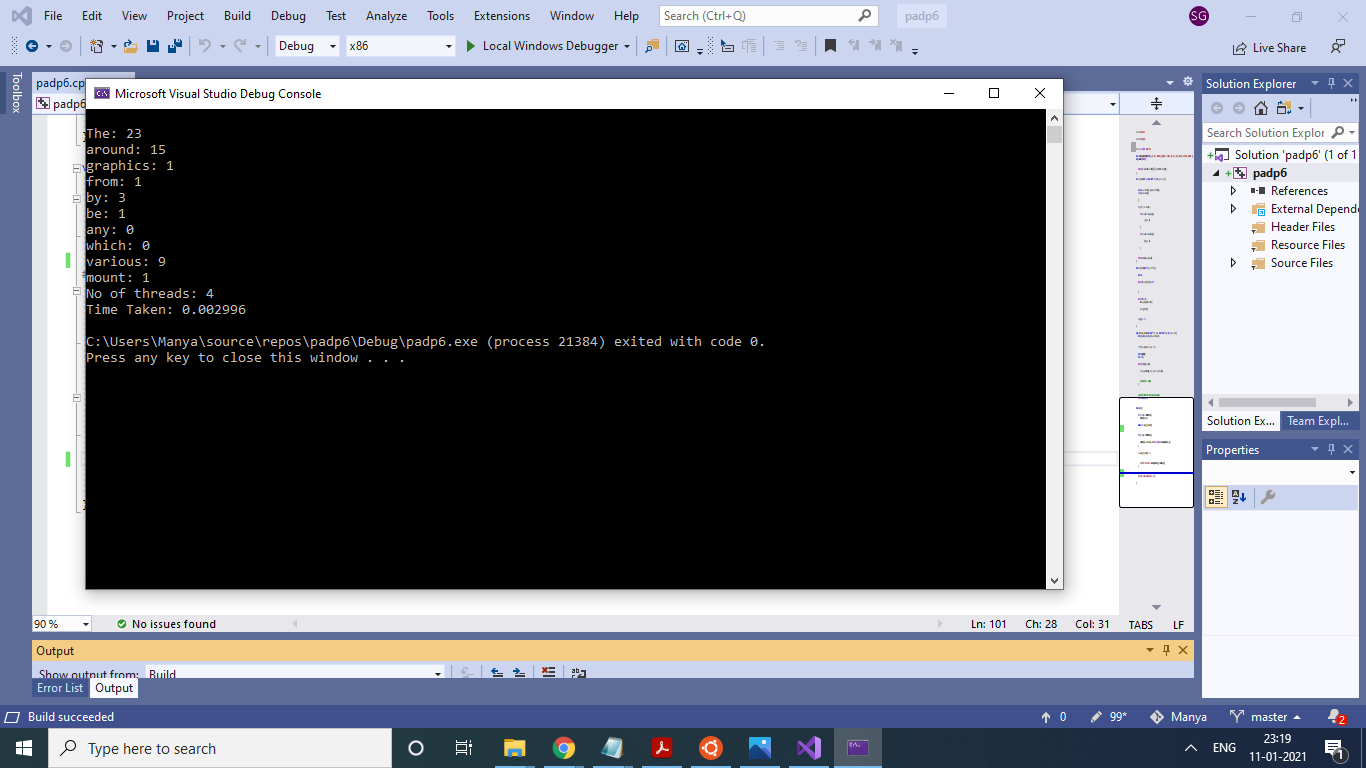 File Edit View Project Build Debug Test Analyze Tools Extensions Window Help Search (Ctrl+Q) padp6 SG
Debug x86 Local Windows Debugger Live Share
Toolbox
padp6.cp
padp6
Microsoft Visual Studio Debug Console
The: 23
around: 15
graphics: 1
from: 1
by: 3
be: 1
any: 0
which: 0
various: 9
mount: 1
No of threads: 4
Time Taken: 0.002996
C:\Users\Manya\source\repos\padp6\Debug\padp6.exe (process 21384) exited with code 0.
Press any key to close this window . . .
Solution Explorer
Search Solution Explor
Solution 'padp6' (1 of 1
padp6
References
External Depende
Header Files
Resource Files
Source Files
Solution Ex... Team Expl...
Properties
90 % No issues found Ln: 101 Ch: 28 Col: 31 TABS LF
Output
Show output from: Build
Error List Output
Build succeeded 0 99* Manya master 2
Type here to search ENG 23:19
11-01-2021 1